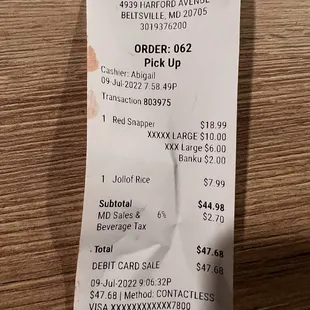 4939 HARFORD AVENUE
BELTSVILLE, MD 20705
3019376200
ORDER: 062
Pick Up
Cashier: Abigail
09-Jul-2022 7:58:49P
Transaction 803975
1 Red Snapper $18.99
XXXXX LARGE $10.00
XXX Large $6.00
Banku $2.00
1 Jollof Rice $7.99
Subtotal $44.98
MD Sales & 6% $2.70
Beverage Tax
Total $47.68
DEBIT CARD SALE $47.68
09-Jul-2022 9:06:32P
$47.68 | Method: CONTACTLESS
VISA XXXXXXXXXXXX7800